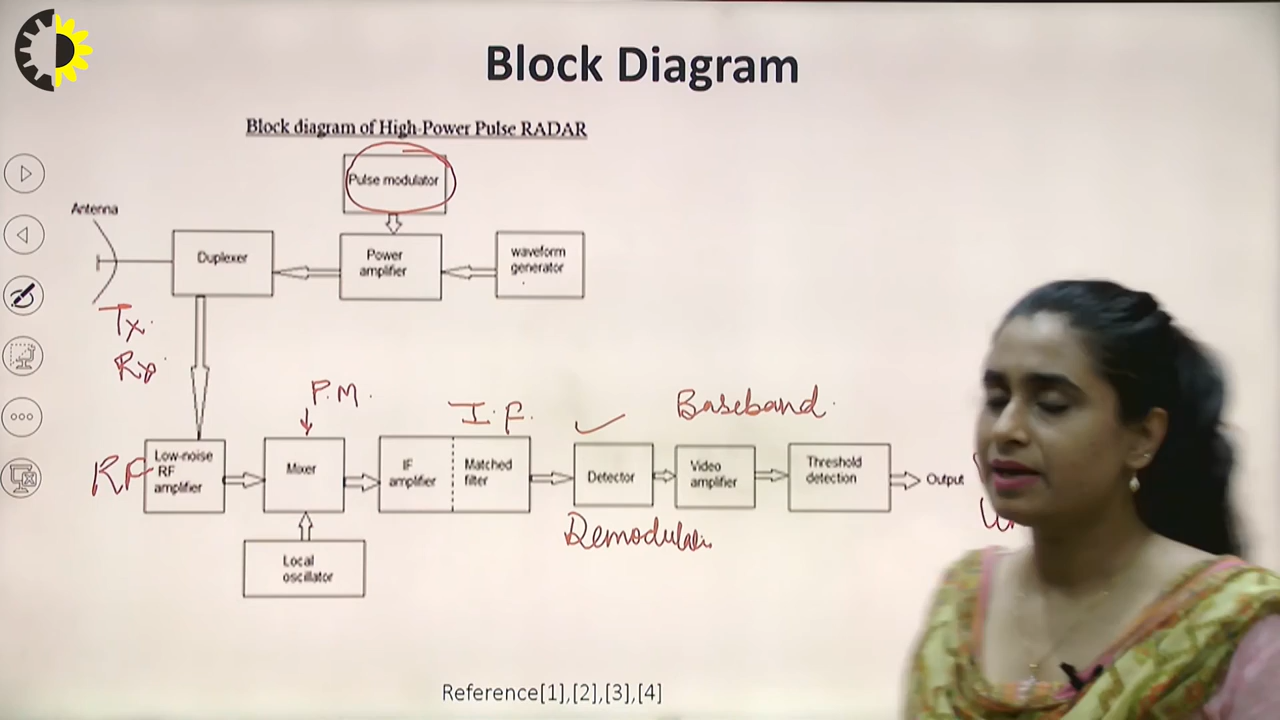 Block Diagram
Block diagram of High-Power Pulse RADAR
Pulse modulator
Antenna
Duplexer
Power
amplifier
waveform
generator
Tx.
Rx
P.M.
I.F.
Baseband
RF
Low-noise
RF
amplifier
Mixer
IF
amplifier
Matched
filter
Detector
Video
amplifier
Threshold
detection
Output
Demodulati
Local
oscillator
Reference[1],[2],[3],[4]